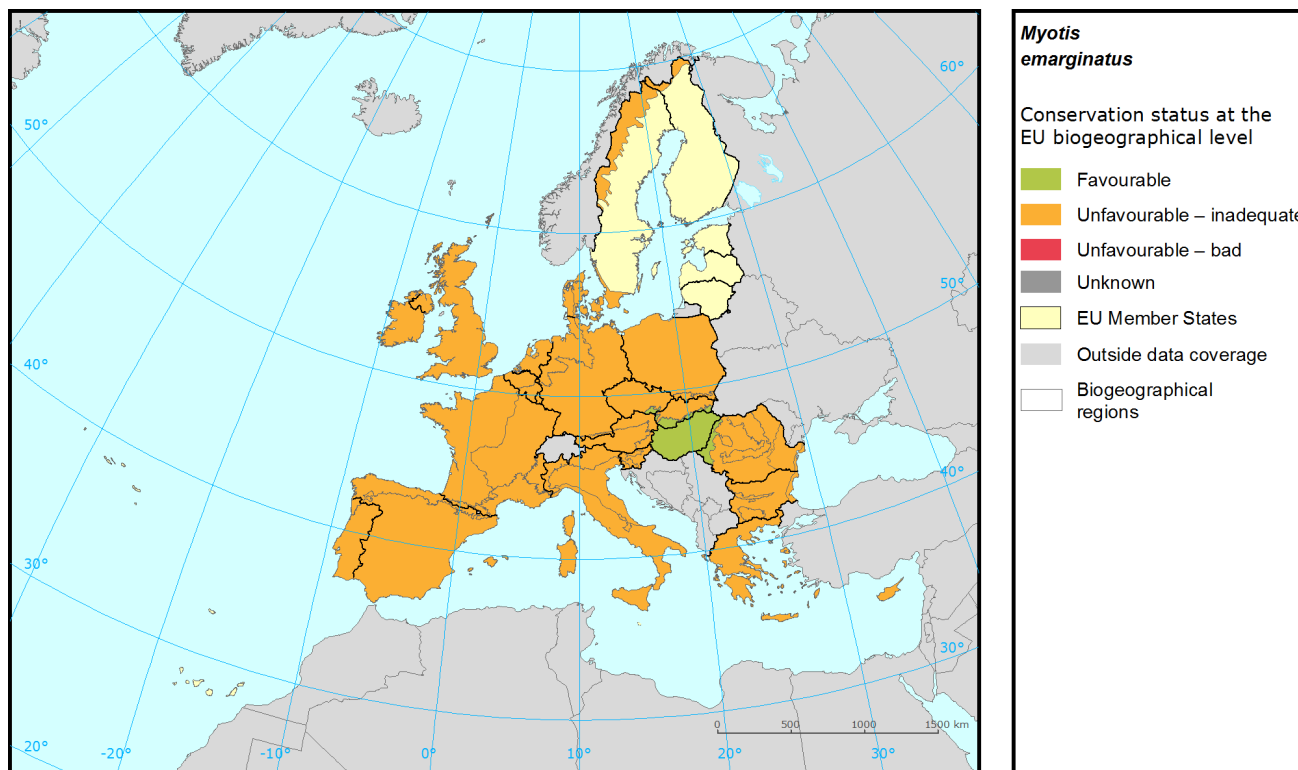 Myotis
emarginatus
Conservation status at the
EU biogeographical level
Favourable
Unfavourable – inadequate
Unfavourable – bad
Unknown
EU Member States
Outside data coverage
Biogeographical
regions
60°
50°
50°
40°
40°
30°
30°
0 500 1000 1500 km
20° -20° -10° 0° 10° 20° 30°